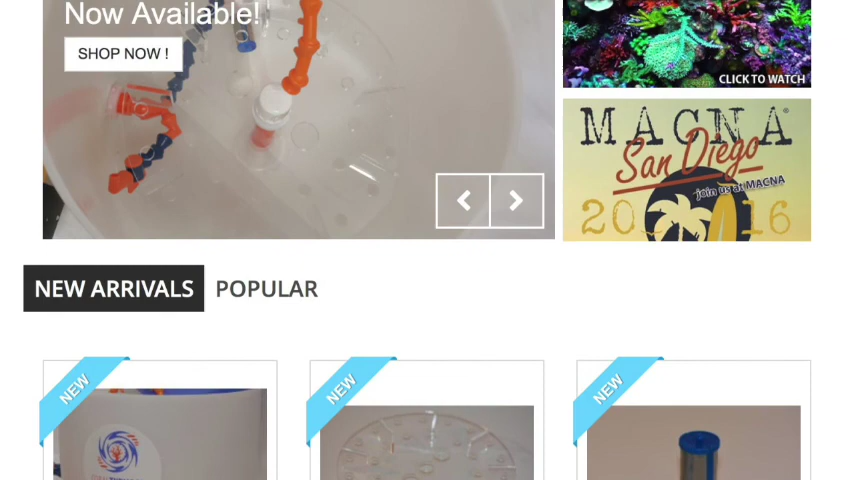 Now Available!
SHOP NOW !
CLICK TO WATCH
MACNA®
San Diego
join us at MACNA
20 16
NEW ARRIVALS
POPULAR
NEW
NEW
NEW